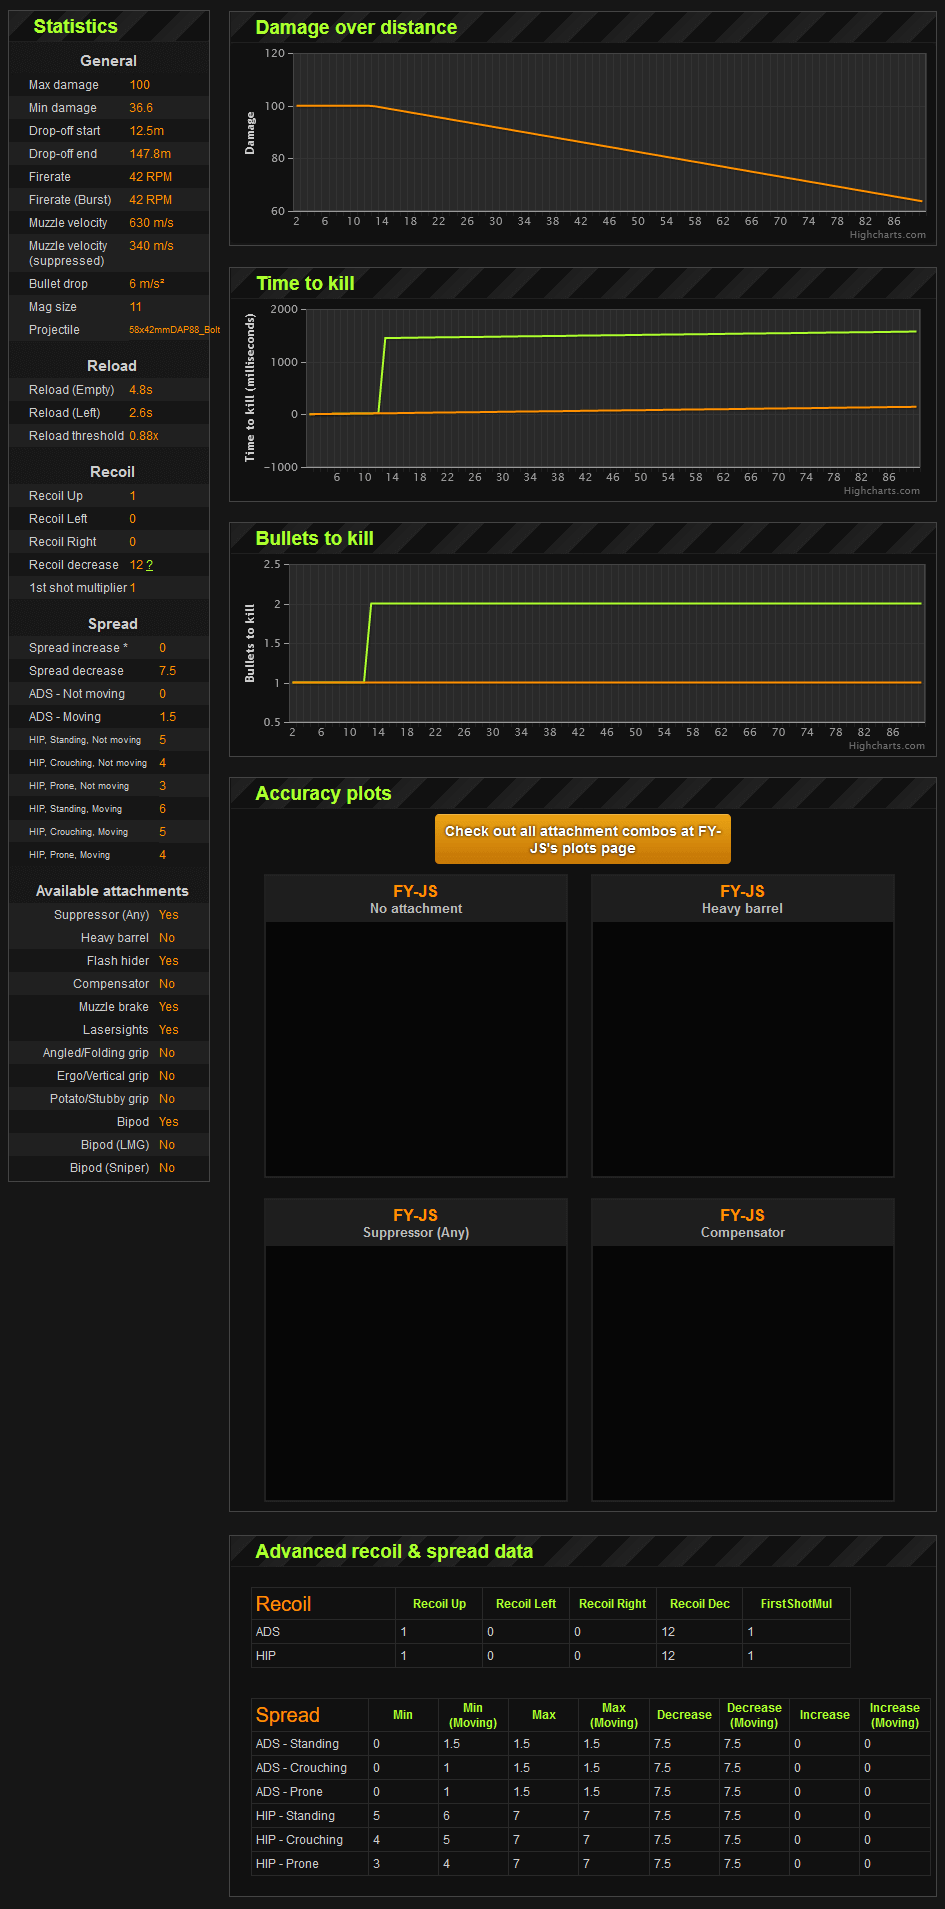 Statistics
General
Max damage 100
Min damage 36.6
Drop-off start 12.5m
Drop-off end 147.8m
Firerate 42 RPM
Firerate (Burst) 42 RPM
Muzzle velocity 630 m/s
Muzzle velocity 340 m/s
(suppressed)
Bullet drop 6 m/s²
Mag size 11
Projectile 58x42mmDAP88_Bolt
Reload
Reload (Empty) 4.8s
Reload (Left) 2.6s
Reload threshold 0.88x
Recoil
Recoil Up 1
Recoil Left 0
Recoil Right 0
Recoil decrease 12 ?
1st shot multiplier 1
Spread
Spread increase * 0
Spread decrease 7.5
ADS - Not moving 0
ADS - Moving 1.5
HIP, Standing, Not moving 5
HIP, Crouching, Not moving 4
HIP, Prone, Not moving 3
HIP, Standing, Moving 6
HIP, Crouching, Moving 5
HIP, Prone, Moving 4
Available attachments
Suppressor (Any) Yes
Heavy barrel No
Flash hider Yes
Compensator No
Muzzle brake Yes
Lasersights Yes
Angled/Folding grip No
Ergo/Vertical grip No
Potato/Stubby grip No
Bipod Yes
Bipod (LMG) No
Bipod (Sniper) No
Damage over distance
Damage
120
100
80
60
2 6 10 14 18 22 26 30 34 38 42 46 50 54 58 62 66 70 74 78 82 86
Highcharts.com
Time to kill
Time to kill (milliseconds)
2000
1000
0
−1000
6 10 14 18 22 26 30 34 38 42 46 50 54 58 62 66 70 74 78 82 86
Highcharts.com
Bullets to kill
Bullets to kill
2.5
2
1.5
1
0.5
2 6 10 14 18 22 26 30 34 38 42 46 50 54 58 62 66 70 74 78 82 86
Highcharts.com
Accuracy plots
Check out all attachment combos at FY-
JS's plots page
FY-JS
No attachment
FY-JS
Heavy barrel
FY-JS
Suppressor (Any)
FY-JS
Compensator
Advanced recoil & spread data
Recoil Recoil Up Recoil Left Recoil Right Recoil Dec FirstShotMul
ADS 1 0 0 12 1
HIP 1 0 0 12 1
Spread Min Min (Moving) Max Max (Moving) Decrease Decrease (Moving) Increase Increase (Moving)
ADS - Standing 0 1.5 1.5 1.5 7.5 7.5 0 0
ADS - Crouching 0 1 1.5 1.5 7.5 7.5 0 0
ADS - Prone 0 1 1.5 1.5 7.5 7.5 0 0
HIP - Standing 5 6 7 7 7.5 7.5 0 0
HIP - Crouching 4 5 7 7 7.5 7.5 0 0
HIP - Prone 3 4 7 7 7.5 7.5 0 0